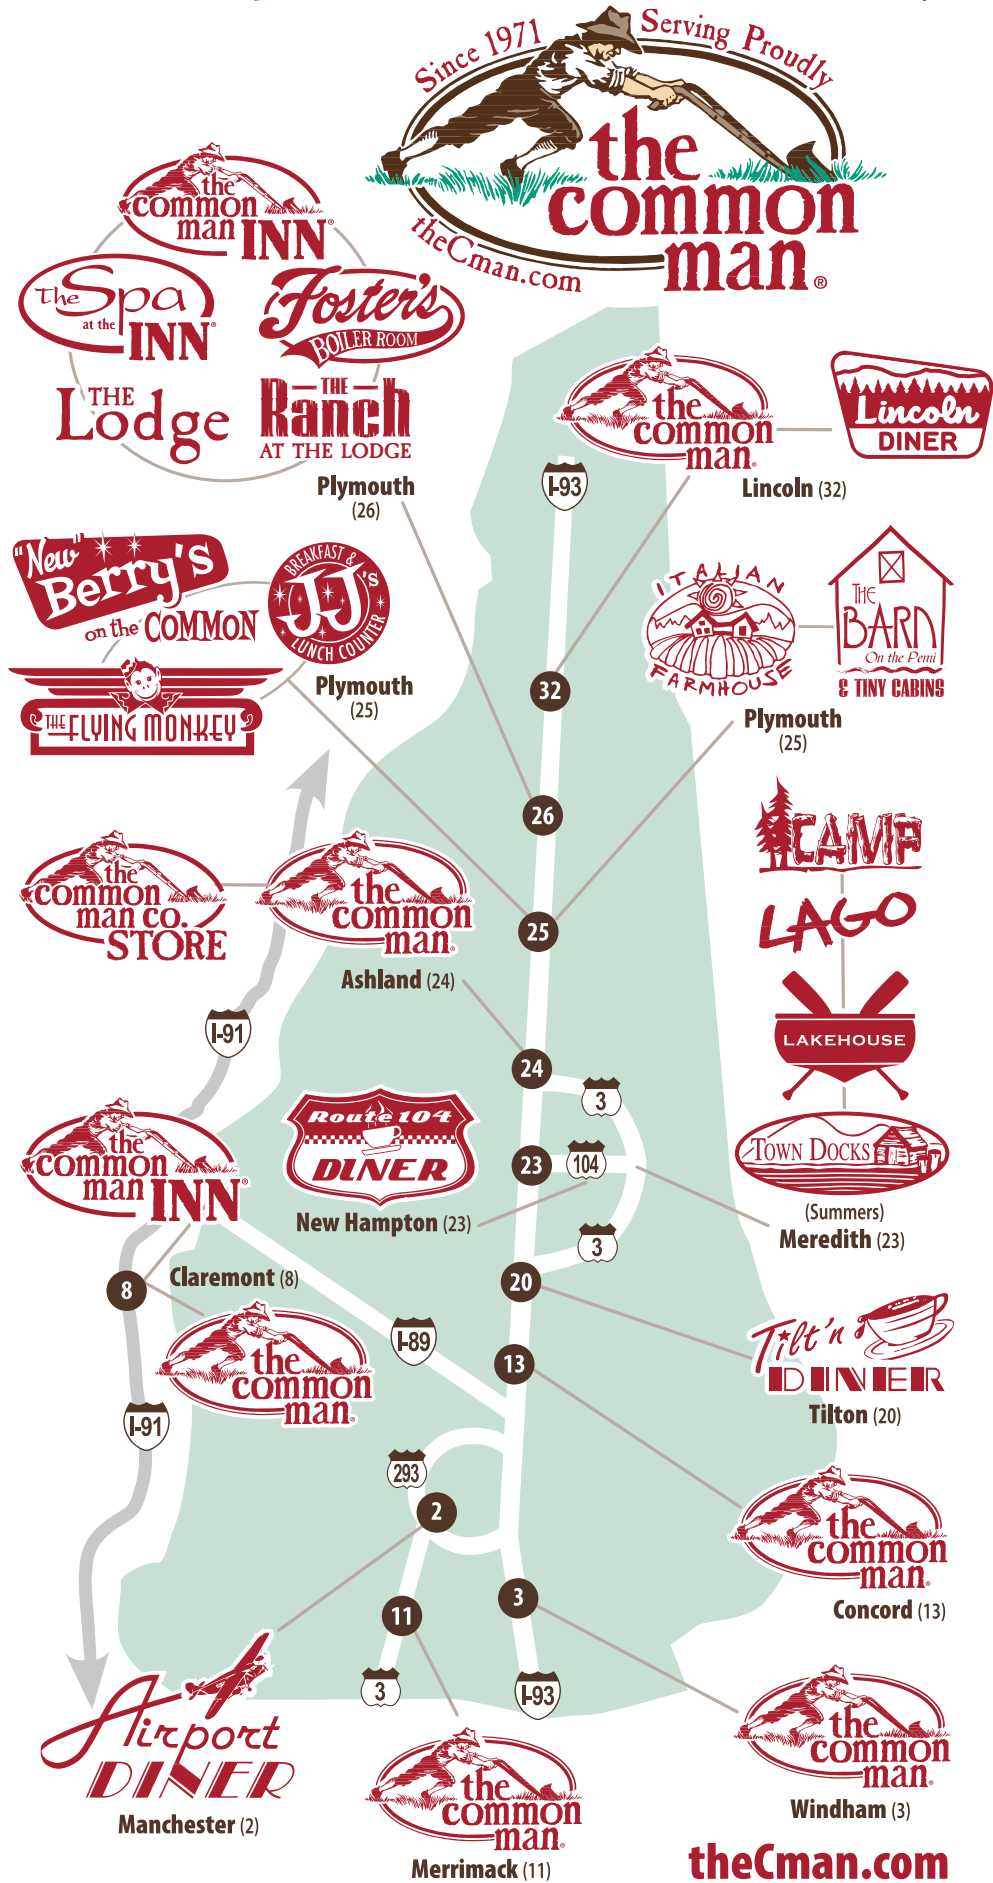 Since 1971
Serving Proudly
the
common
man®
theCman.com
the
common
man INN®
The Spa
at the
INN®
Foster's
BOILER ROOM
THE
Lodge
THE
Ranch
AT THE LODGE
Plymouth
(26)
the
common
man®
Lincoln
DINER
Lincoln (32)
I-93
"New"
Berry's
on the COMMON
BREAKFAST &
JJ's
LUNCH COUNTER
THE FLYING MONKEY
Plymouth
(25)
ITALIAN
FARMHOUSE
THE
BARN
On the Pemi
& TINY CABINS
Plymouth
(25)
32
26
25
the
common
man co.
STORE
the
common
man®
Ashland (24)
CAMP
LAGO
LAKEHOUSE
TOWN DOCKS
(Summers)
Meredith (23)
I-91
24
3
Route 104
DINER
New Hampton (23)
23
104
3
20
the
common
man INN®
Claremont (8)
8
the
common
man®
I-89
13
Tilt'n
DINER
Tilton (20)
I-91
293
2
the
common
man®
Concord (13)
3
11
3
I-93
Airport
DINER
Manchester (2)
the
common
man®
Merrimack (11)
the
common
man®
Windham (3)
theCman.com